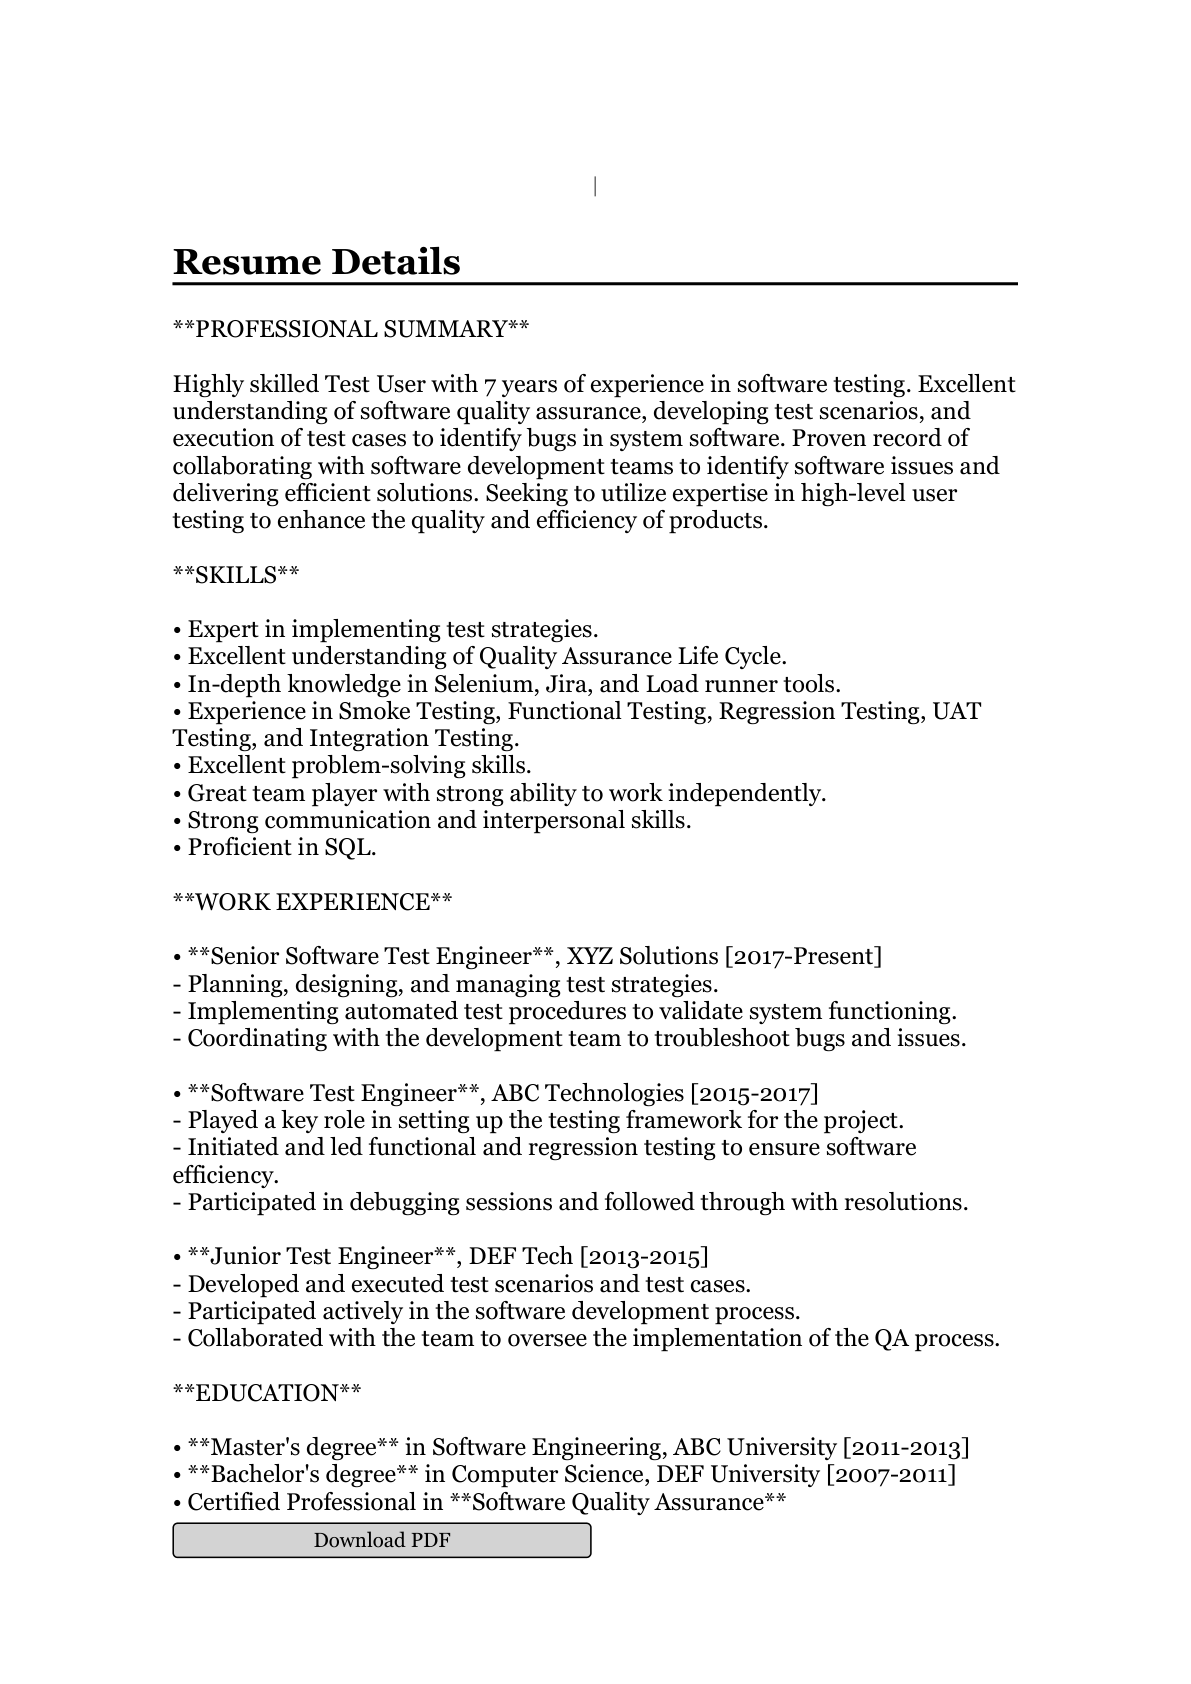 |
Resume Details
**PROFESSIONAL SUMMARY**
Highly skilled Test User with 7 years of experience in software testing. Excellent
understanding of software quality assurance, developing test scenarios, and
execution of test cases to identify bugs in system software. Proven record of
collaborating with software development teams to identify software issues and
delivering efficient solutions. Seeking to utilize expertise in high-level user
testing to enhance the quality and efficiency of products.
**SKILLS**
• Expert in implementing test strategies.
• Excellent understanding of Quality Assurance Life Cycle.
• In-depth knowledge in Selenium, Jira, and Load runner tools.
• Experience in Smoke Testing, Functional Testing, Regression Testing, UAT
Testing, and Integration Testing.
• Excellent problem-solving skills.
• Great team player with strong ability to work independently.
• Strong communication and interpersonal skills.
• Proficient in SQL.
**WORK EXPERIENCE**
• **Senior Software Test Engineer**, XYZ Solutions [2017-Present]
- Planning, designing, and managing test strategies.
- Implementing automated test procedures to validate system functioning.
- Coordinating with the development team to troubleshoot bugs and issues.
• **Software Test Engineer**, ABC Technologies [2015-2017]
- Played a key role in setting up the testing framework for the project.
- Initiated and led functional and regression testing to ensure software
efficiency.
- Participated in debugging sessions and followed through with resolutions.
• **Junior Test Engineer**, DEF Tech [2013-2015]
- Developed and executed test scenarios and test cases.
- Participated actively in the software development process.
- Collaborated with the team to oversee the implementation of the QA process.
**EDUCATION**
• **Master's degree** in Software Engineering, ABC University [2011-2013]
• **Bachelor's degree** in Computer Science, DEF University [2007-2011]
• Certified Professional in **Software Quality Assurance**
Download PDF